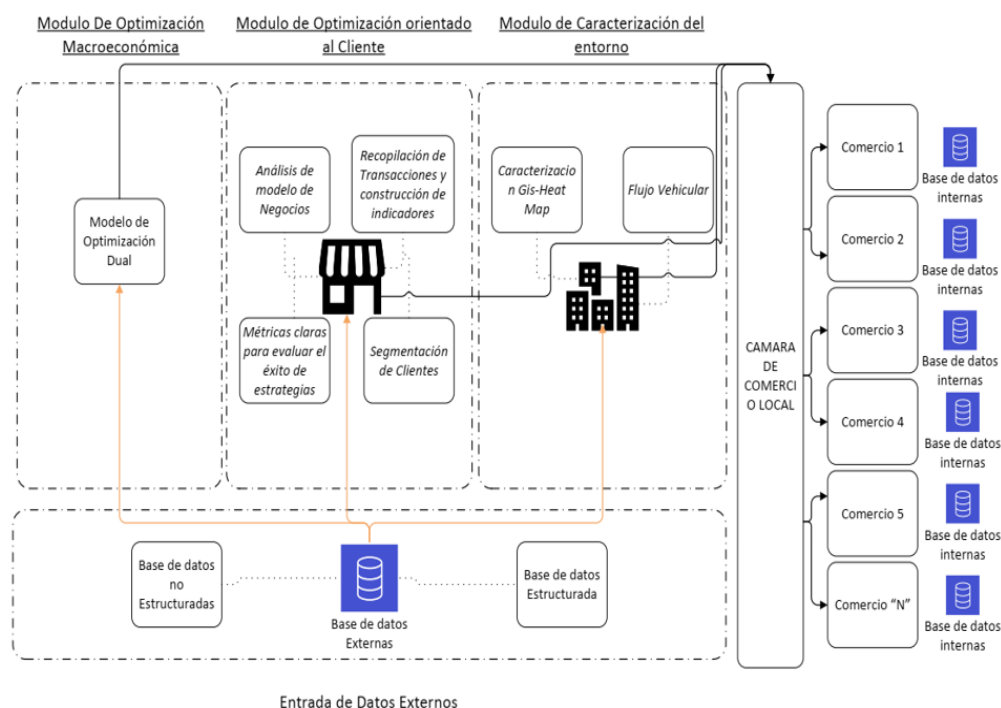 Modulo De Optimización
Macroeconómica
Modulo de Optimización orientado
al Cliente
Modulo de Caracterización del
entorno
Modelo de
Optimización
Dual
Análisis de
modelo de
Negocios
Recopilación de
Transacciones y
construcción de
indicadores
Métricas claras
para evaluar el
éxito de
estrategias
Segmentación
de Clientes
Caracterizacio
n Gis-Heat
Map
Flujo Vehicular
CAMARA
DE
COMERCI
O LOCAL
Comercio 1
Base de datos
internas
Comercio 2
Base de datos
internas
Comercio 3
Base de datos
internas
Comercio 4
Base de datos
internas
Comercio 5
Base de datos
internas
Comercio “N”
Base de datos
internas
Base de datos
no
Estructuradas
Base de datos
Externas
Base de datos
Estructurada
Entrada de Datos Externos